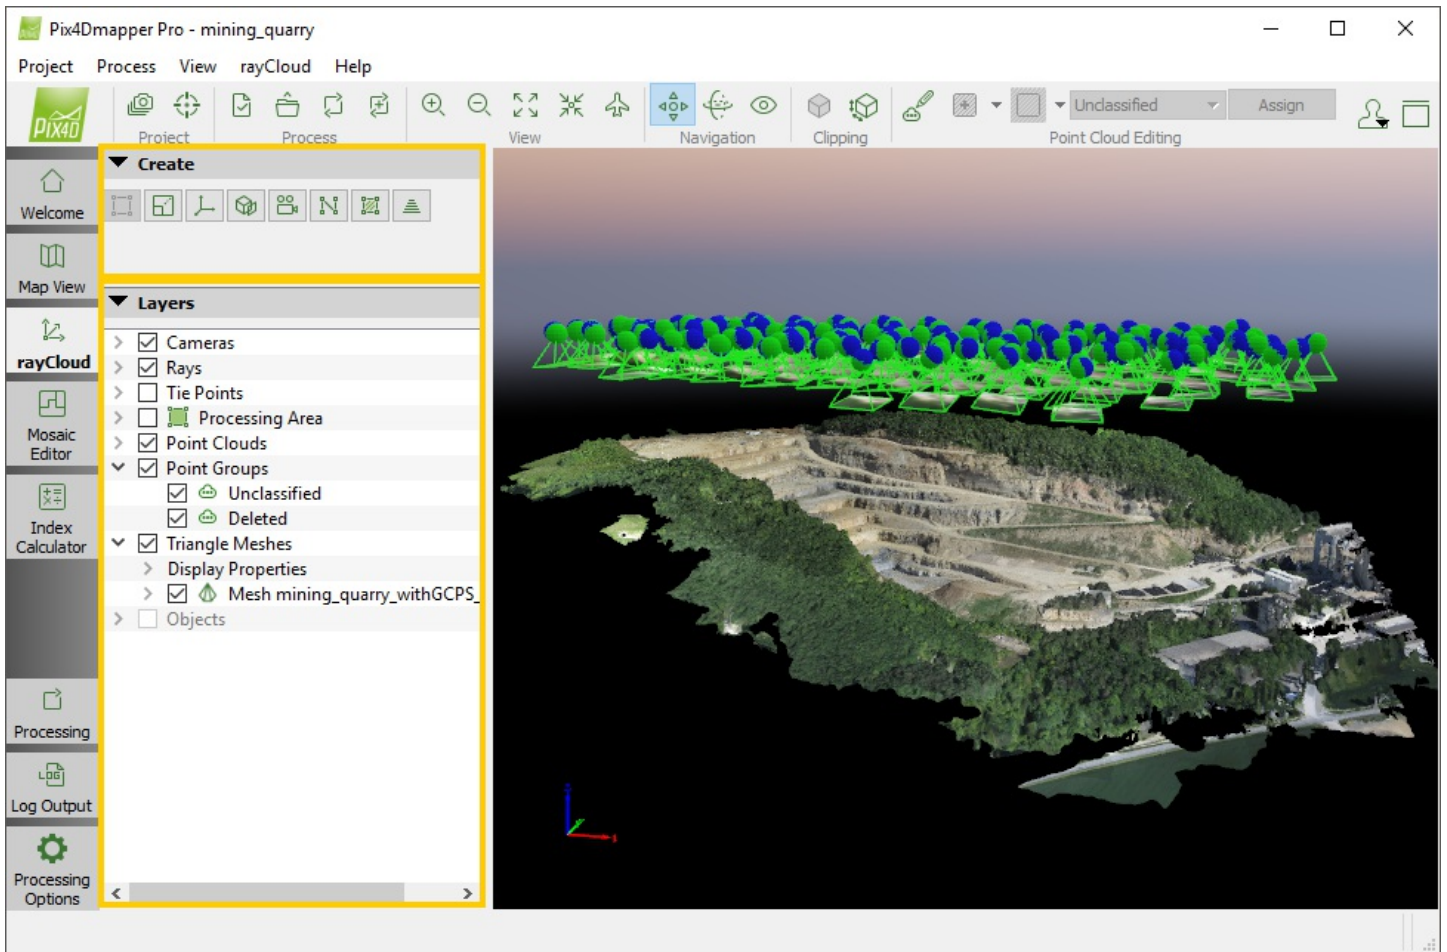 Pix4Dmapper Pro - mining_quarry
Project Process View rayCloud Help
PIX4D
Unclassified Assign
Project Process View Navigation Clipping Point Cloud Editing
Create
Welcome
Map View
rayCloud
Mosaic
Editor
Index
Calculator
Layers
Cameras
Rays
Tie Points
Processing Area
Point Clouds
Point Groups
Unclassified
Deleted
Triangle Meshes
Display Properties
Mesh mining_quarry_withGCPS_
Objects
Processing
LOG
Log Output
Processing
Options